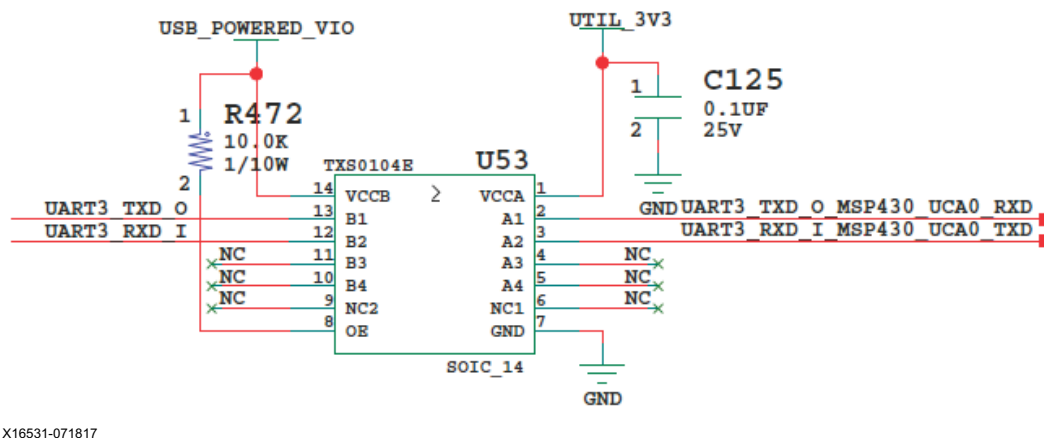 USB_POWERED_VIO
UTIL_3V3
1
R472
10.0K
1/10W
2
1
C125
0.1UF
2
25V
TXS0104E
U53
14 VCCB VCCA 1
UART3_TXD_O 13 B1 A1 2 GND UART3_TXD_O_MSP430_UCA0_RXD
UART3_RXD_I 12 B2 A2 3 UART3_RXD_I_MSP430_UCA0_TXD
NC 11 B3 A3 4 NC
NC 10 B4 A4 5 NC
NC 9 NC2 NC1 6 NC
8 OE GND 7
SOIC_14
GND
X16531-071817